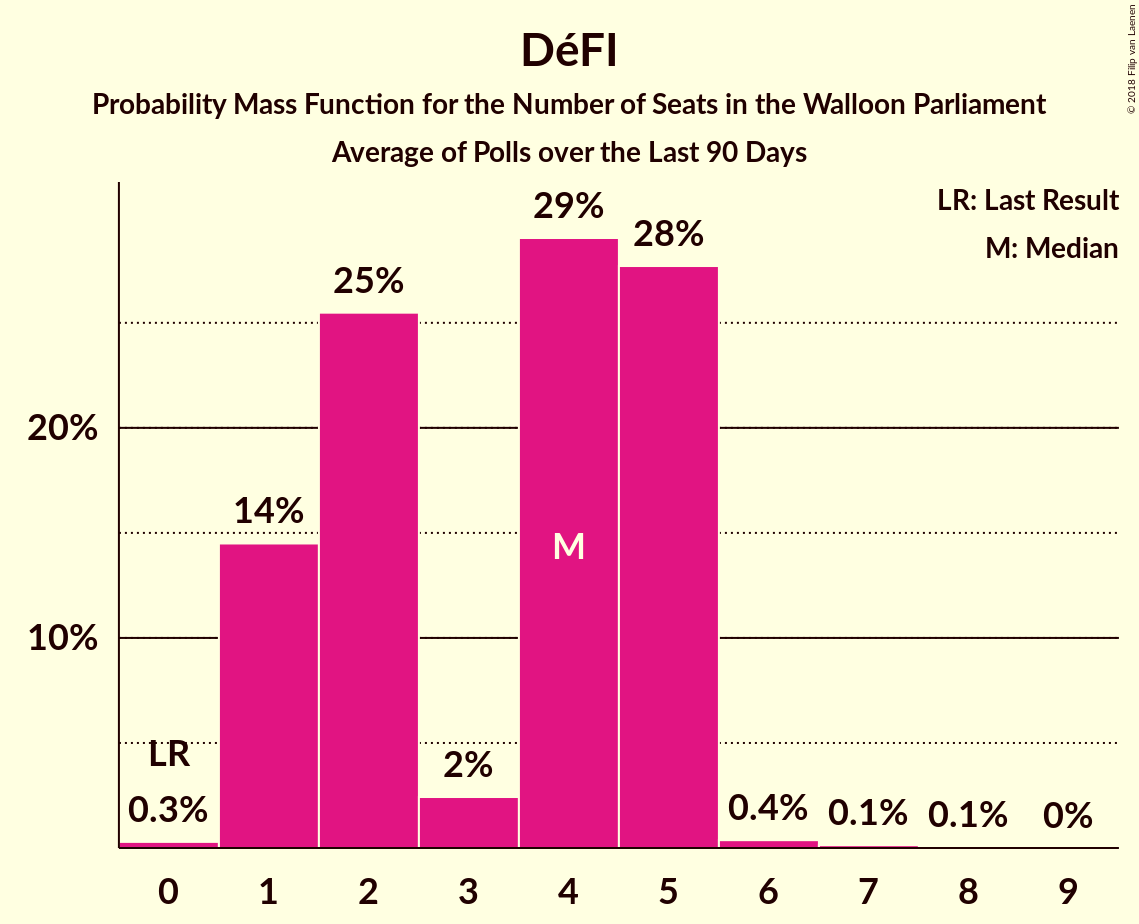 DéFI
Probability Mass Function for the Number of Seats in the Walloon Parliament
Average of Polls over the Last 90 Days
© 2018 Filip van Laenen
LR: Last Result
M: Median
29%
28%
25%
20%
14%
M
10%
LR
2%
0.3%
0.4%
0.1%
0.1%
0%
0 1 2 3 4 5 6 7 8 9